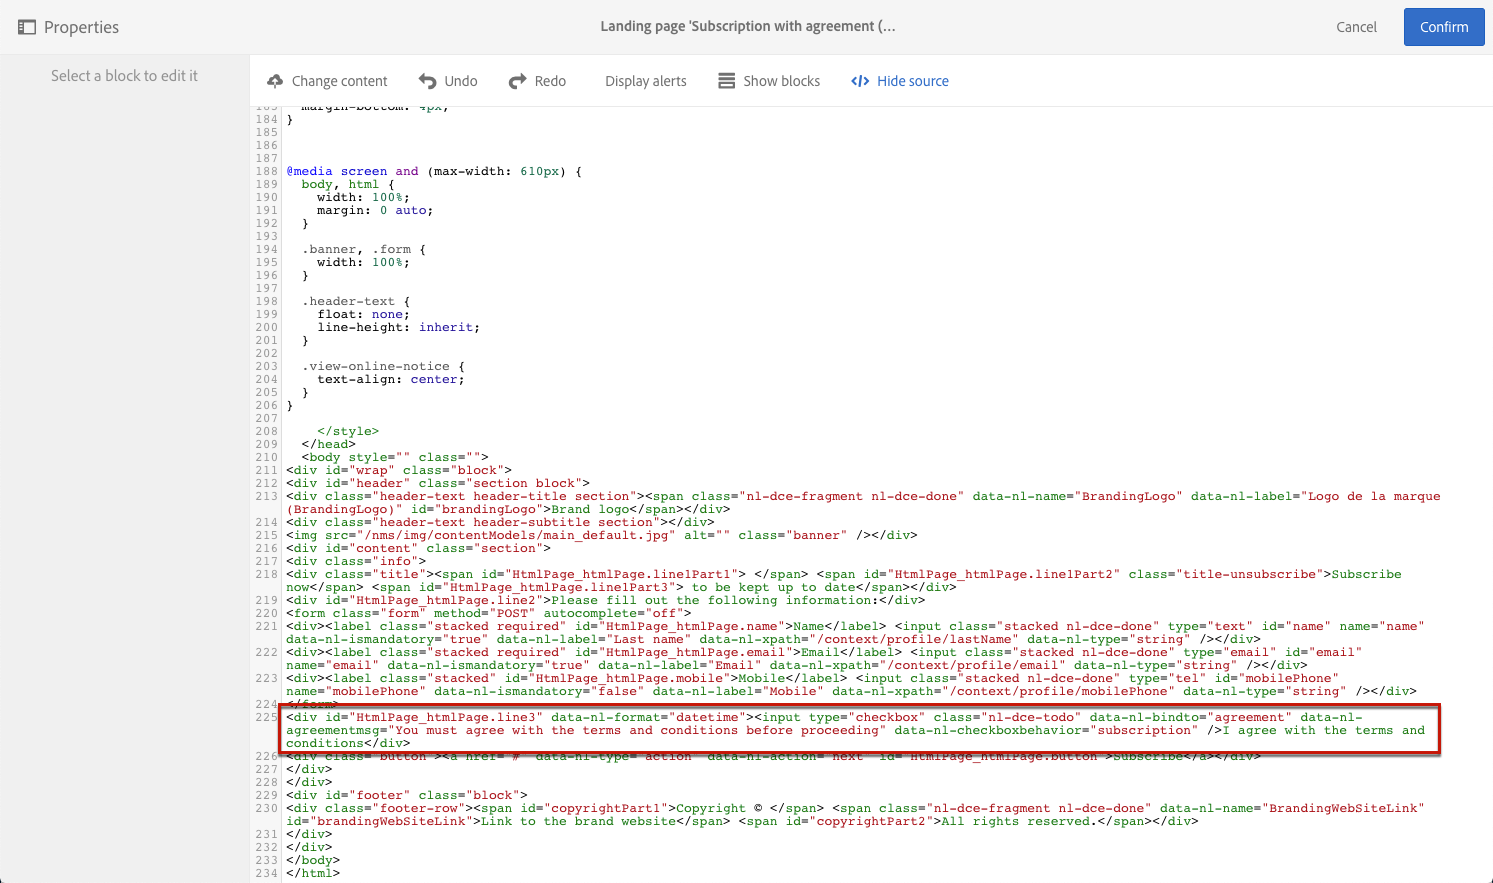 Properties
Landing page 'Subscription with agreement (...
Cancel
Confirm
Select a block to edit it
Change content
Undo
Redo
Display alerts
Show blocks
</> Hide source
183 margin-bottom: 4px;
184 }
185
186
187
188 @media screen and (max-width: 610px) {
189 body, html {
190 width: 100%;
191 margin: 0 auto;
192 }
193
194 .banner, .form {
195 width: 100%;
196 }
197
198 .header-text {
199 float: none;
200 line-height: inherit;
201 }
202
203 .view-online-notice {
204 text-align: center;
205 }
206 }
207
208 </style>
209 </head>
210 <body style="" class="">
211 <div id="wrap" class="block">
212 <div id="header" class="section block">
213 <div class="header-text header-title section"><span class="nl-dce-fragment nl-dce-done" data-nl-name="BrandingLogo" data-nl-label="Logo de la marque
(BrandingLogo)" id="brandingLogo">Brand logo</span></div>
214 <div class="header-text header-subtitle section"></div>
215 <img src="/nms/img/contentModels/main_default.jpg" alt="" class="banner" /></div>
216 <div id="content" class="section">
217 <div class="info">
218 <div class="title"><span id="HtmlPage_htmlPage.line1Part1"> </span> <span id="HtmlPage_htmlPage.line1Part2" class="title-unsubscribe">Subscribe
now</span> <span id="HtmlPage_htmlPage.line1Part3"> to be kept up to date</span></div>
219 <div id="HtmlPage_htmlPage.line2">Please fill out the following information:</div>
220 <form class="form" method="POST" autocomplete="off">
221 <div><label class="stacked required" id="HtmlPage_htmlPage.name">Name</label> <input class="stacked nl-dce-done" type="text" id="name" name="name"
data-nl-ismandatory="true" data-nl-label="Last name" data-nl-xpath="/context/profile/lastName" data-nl-type="string" /></div>
222 <div><label class="stacked required" id="HtmlPage_htmlPage.email">Email</label> <input class="stacked nl-dce-done" type="email" id="email"
name="email" data-nl-ismandatory="true" data-nl-label="Email" data-nl-xpath="/context/profile/email" data-nl-type="string" /></div>
223 <div><label class="stacked" id="HtmlPage_htmlPage.mobile">Mobile</label> <input class="stacked nl-dce-done" type="tel" id="mobilePhone"
name="mobilePhone" data-nl-ismandatory="false" data-nl-label="Mobile" data-nl-xpath="/context/profile/mobilePhone" data-nl-type="string" /></div>
224 </form>
225 <div id="HtmlPage_htmlPage.line3" data-nl-format="datetime"><input type="checkbox" class="nl-dce-todo" data-nl-bindto="agreement" data-nl-
agreementmsg="You must agree with the terms and conditions before proceeding" data-nl-checkboxbehavior="subscription" />I agree with the terms and
conditions</div>
226 <div class="button"><a href="#" data-nl-type="action" data-nl-action="next" id="HtmlPage_htmlPage.button">Subscribe</a></div>
227 </div>
228 </div>
229 <div id="footer" class="block">
230 <div class="footer-row"><span id="copyrightPart1">Copyright © </span> <span class="nl-dce-fragment nl-dce-done" data-nl-name="BrandingWebSiteLink"
id="brandingWebSiteLink">Link to the brand website</span> <span id="copyrightPart2">All rights reserved.</span></div>
231 </div>
232 </div>
233 </body>
234 </html>